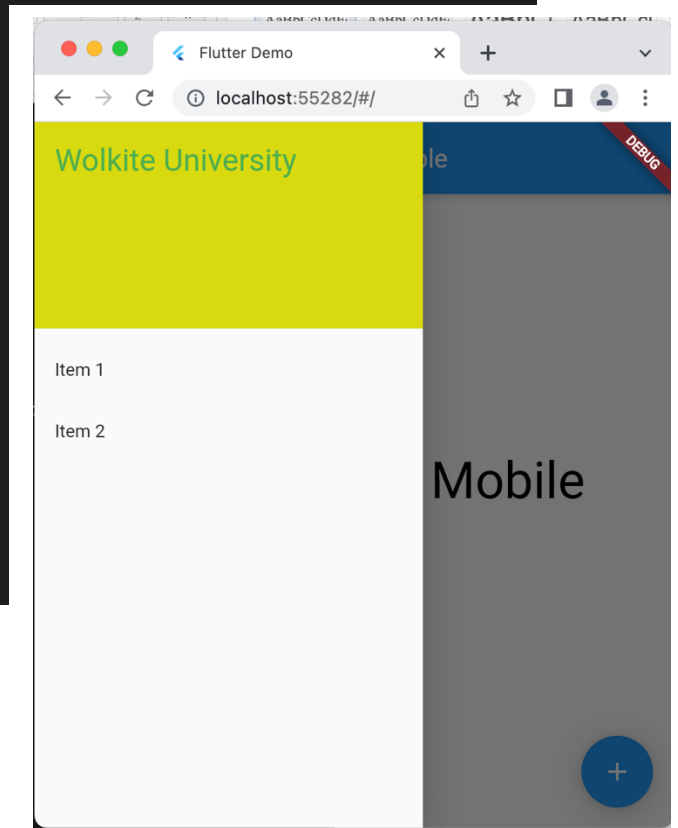 Flutter Demo
localhost:55282/#/
Wolkite University
DEBUG
Item 1
Item 2
Mobile